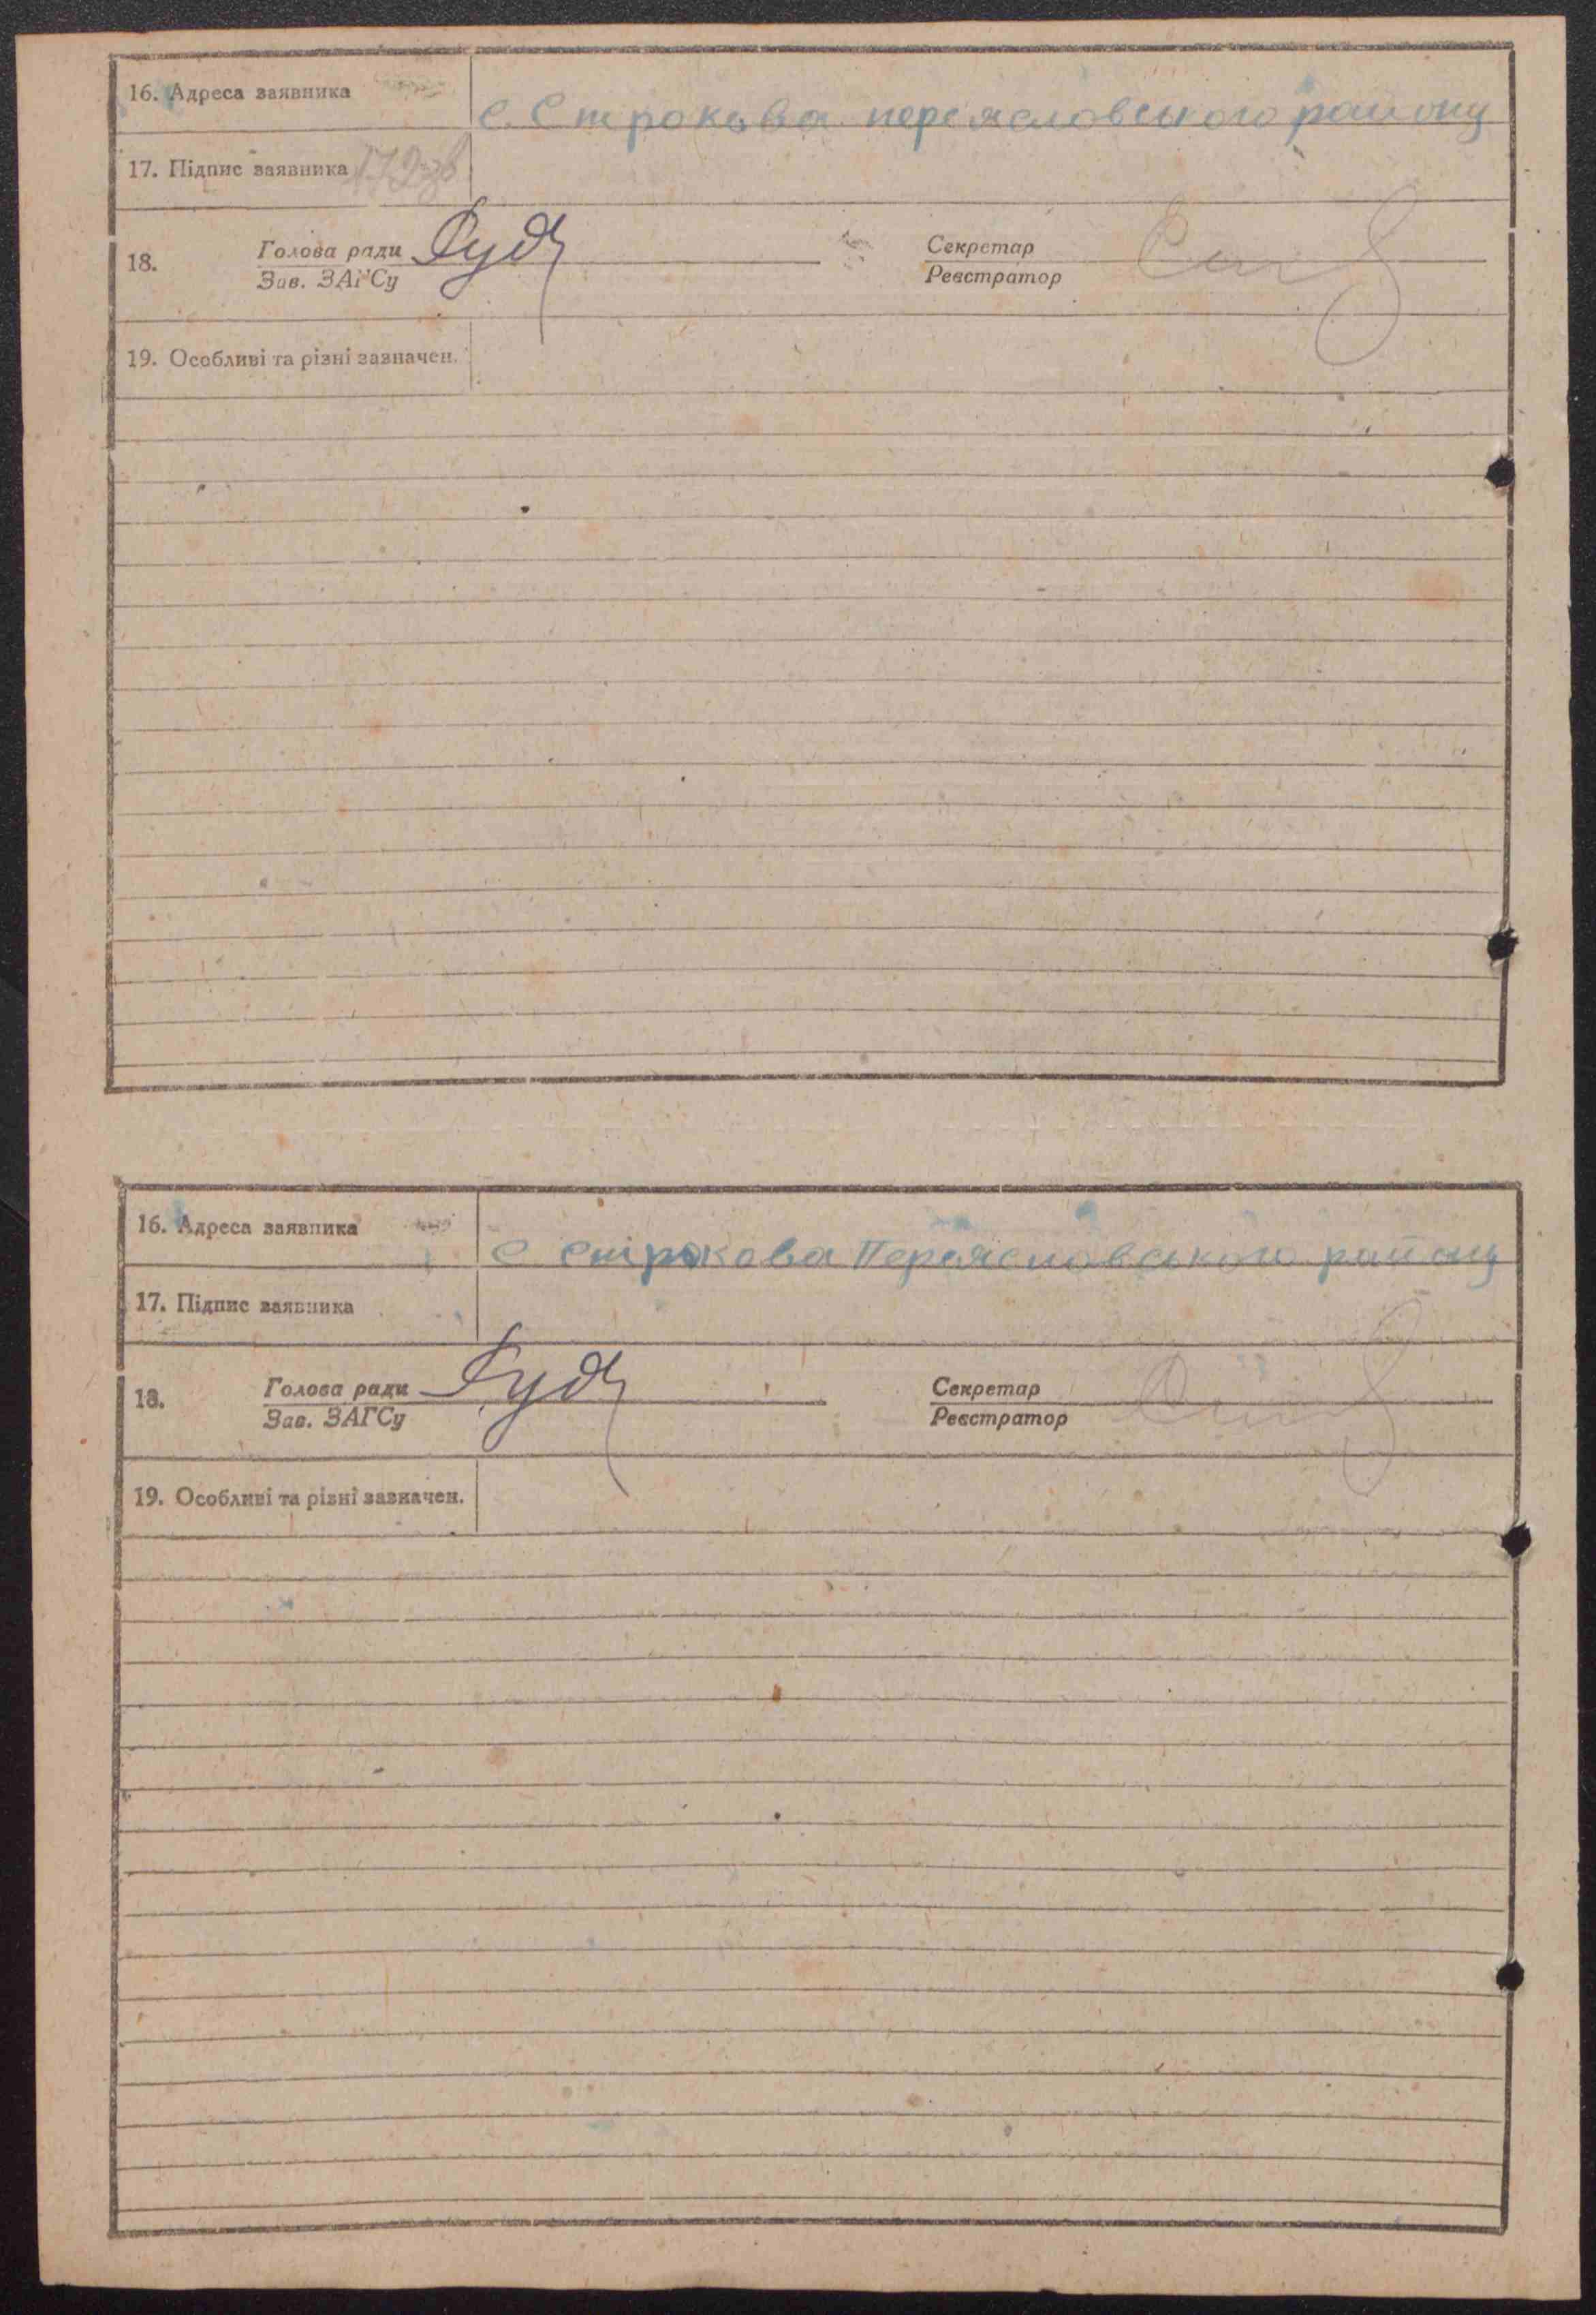 16. Адреса заявника С. Строкова переясловського району
17. Підпис заявника
18. Голова ради Секретар
Зав. ЗАГСу Реєстратор
19. Особливі та різні зазначен.
16. Адреса заявника С Строкова Переясловського району
17. Підпис заявника
18. Голова ради Секретар
Зав. ЗАГСу Реєстратор
19. Особливі та різні зазначен.